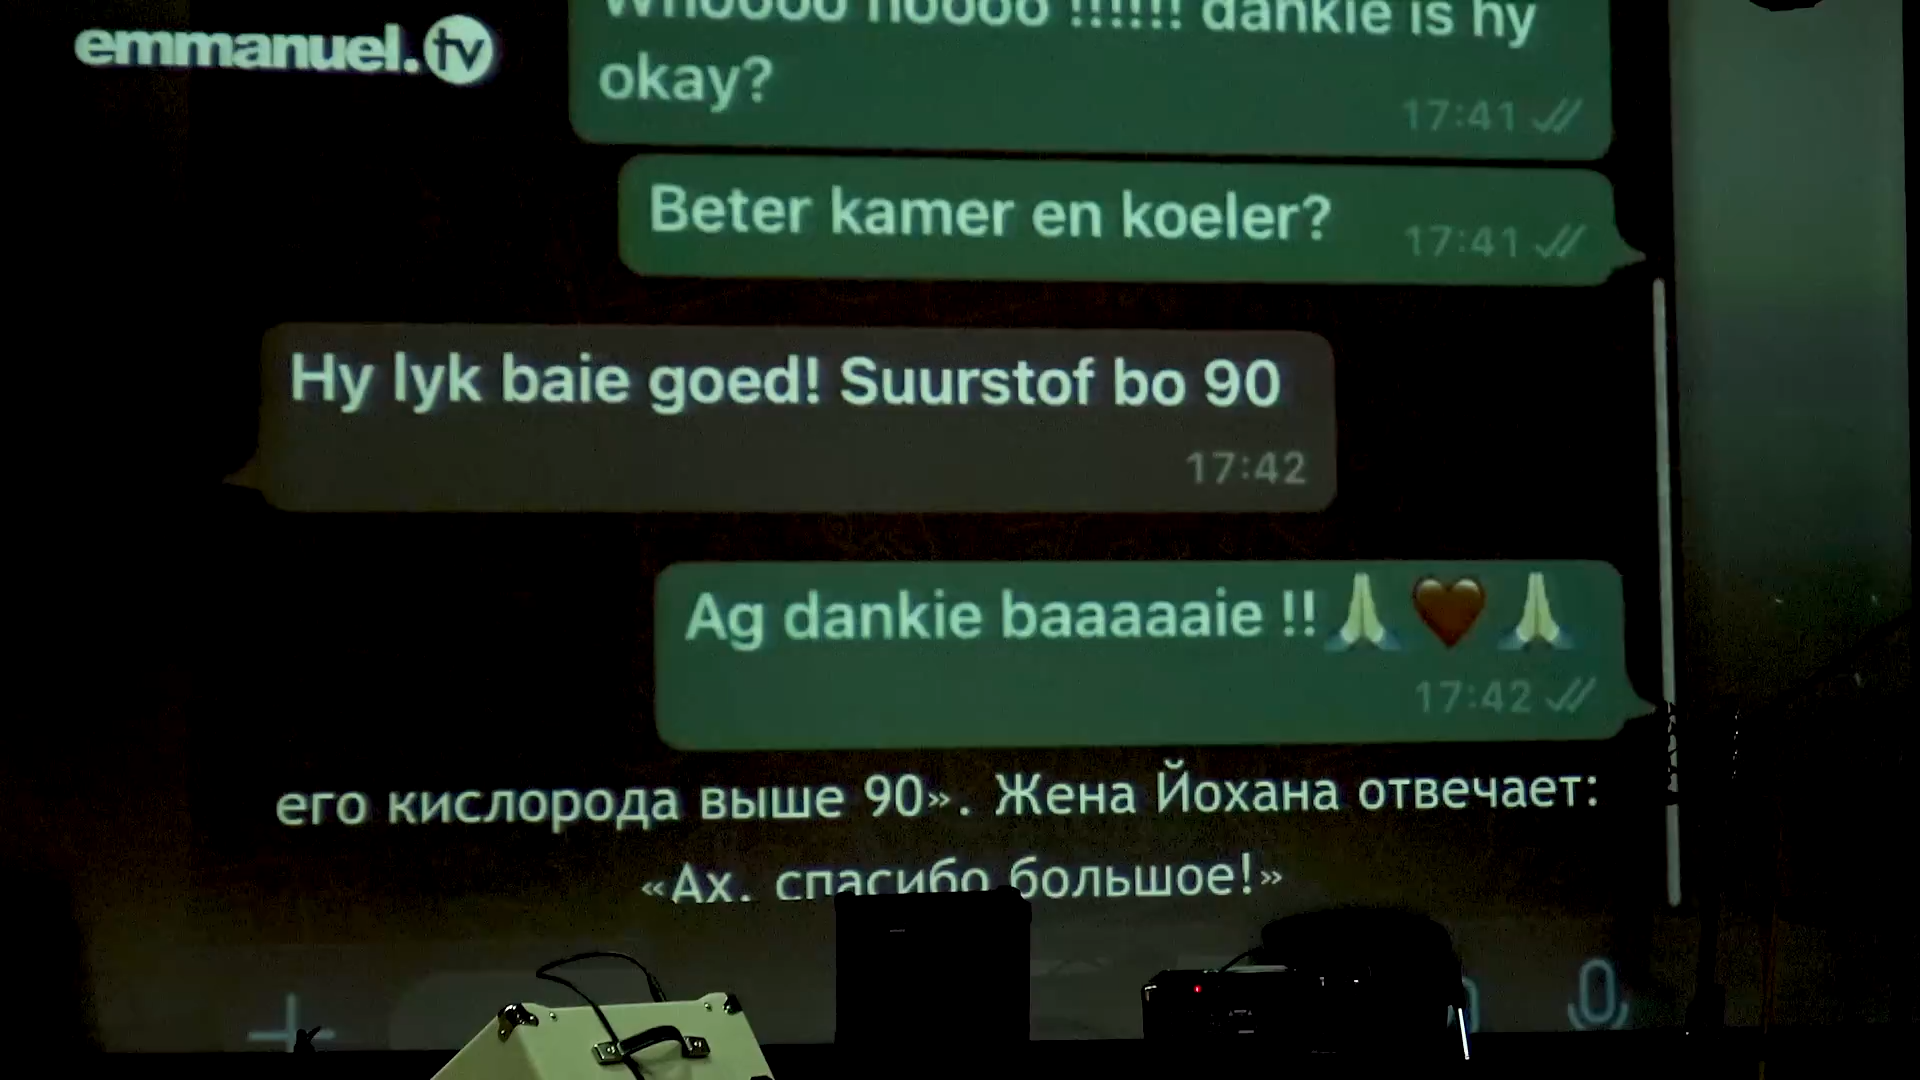 emmanuel.tv
Whoooo hoooo !!!!!! dankie is hy
okay?
17:41
Beter kamer en koeler?
17:41
Hy lyk baie goed! Suurstof bo 90
17:42
Ag dankie baaaaaie !!🙏🤎🙏
17:42
его кислорода выше 90». Жена Йохана отвечает:
«Ах, спасибо большое!»